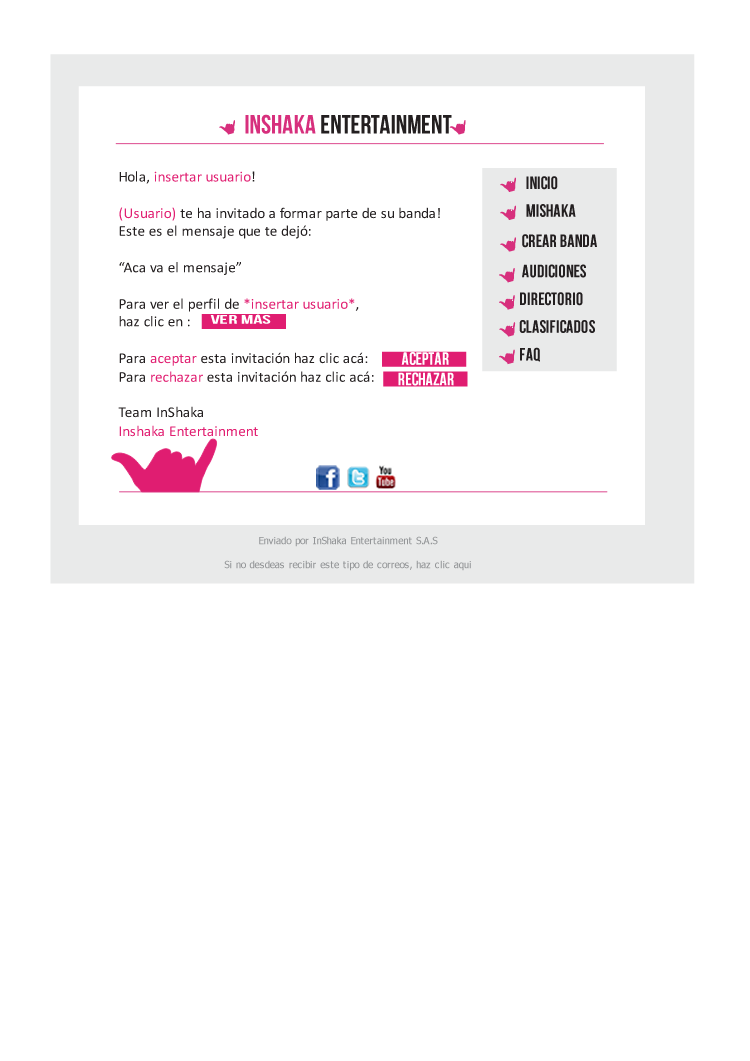 INSHAKA ENTERTAINMENT
Hola, insertar usuario!
(Usuario) te ha invitado a formar parte de su banda!
Este es el mensaje que te dejó:
“Aca va el mensaje”
Para ver el perfil de *insertar usuario*,
haz clic en : VER MAS
Para aceptar esta invitación haz clic acá: ACEPTAR
Para rechazar esta invitación haz clic acá: RECHAZAR
Team InShaka
Inshaka Entertainment
INICIO
MISHAKA
CREAR BANDA
AUDICIONES
DIRECTORIO
CLASIFICADOS
FAQ
You
Tube
Enviado por InShaka Entertainment S.A.S
Si no desdeas recibir este tipo de correos, haz clic aqui